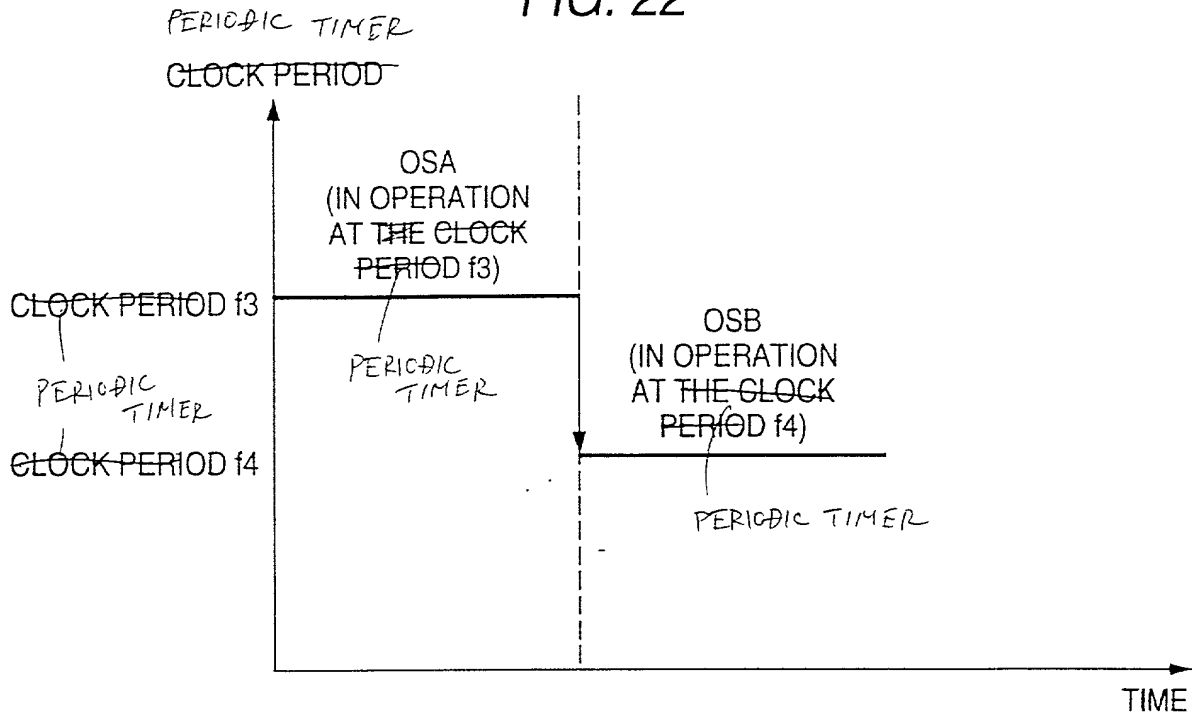 FIG. 22
PERIODIC TIMER
CLOCK PERIOD
OSA
(IN OPERATION
AT THE CLOCK
PERIOD f3)
CLOCK PERIOD f3
PERIODIC
TIMER
PERIODIC
TIMER
OSB
(IN OPERATION
AT THE CLOCK
PERIOD f4)
CLOCK PERIOD f4
PERIODIC TIMER
TIME